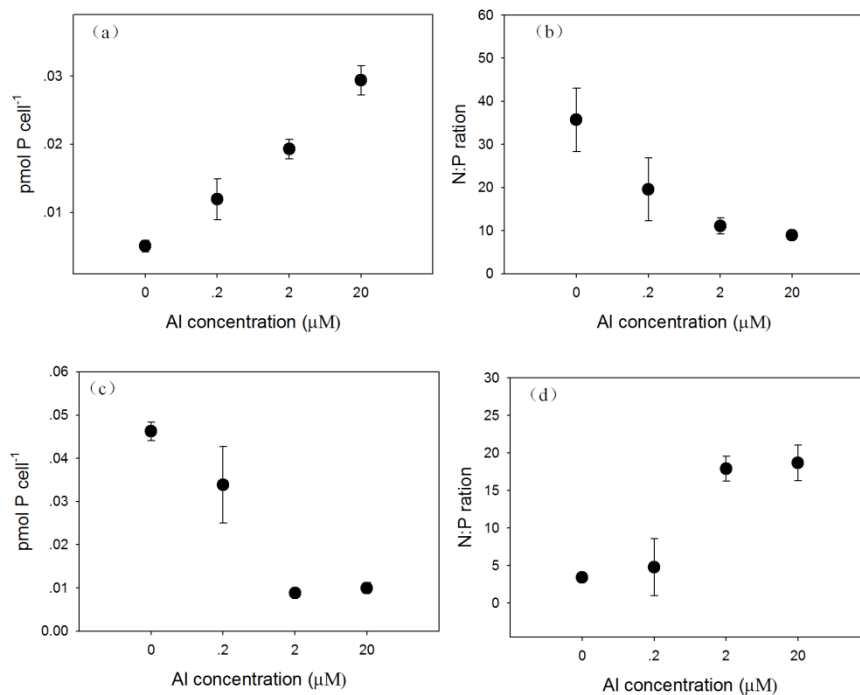 (a)
pmol P cell-1
.03
.02
.01
0 .2 2 20
Al concentration (μM)
(b)
N:P ration
60
50
40
30
20
10
0
0 .2 2 20
Al concentration (μM)
(c)
pmol P cell-1
.06
.05
.04
.03
.02
.01
0.00
0 .2 2 20
Al concentration (μM)
(d)
N:P ration
30
25
20
15
10
5
0
0 .2 2 20
Al concentration (μM)